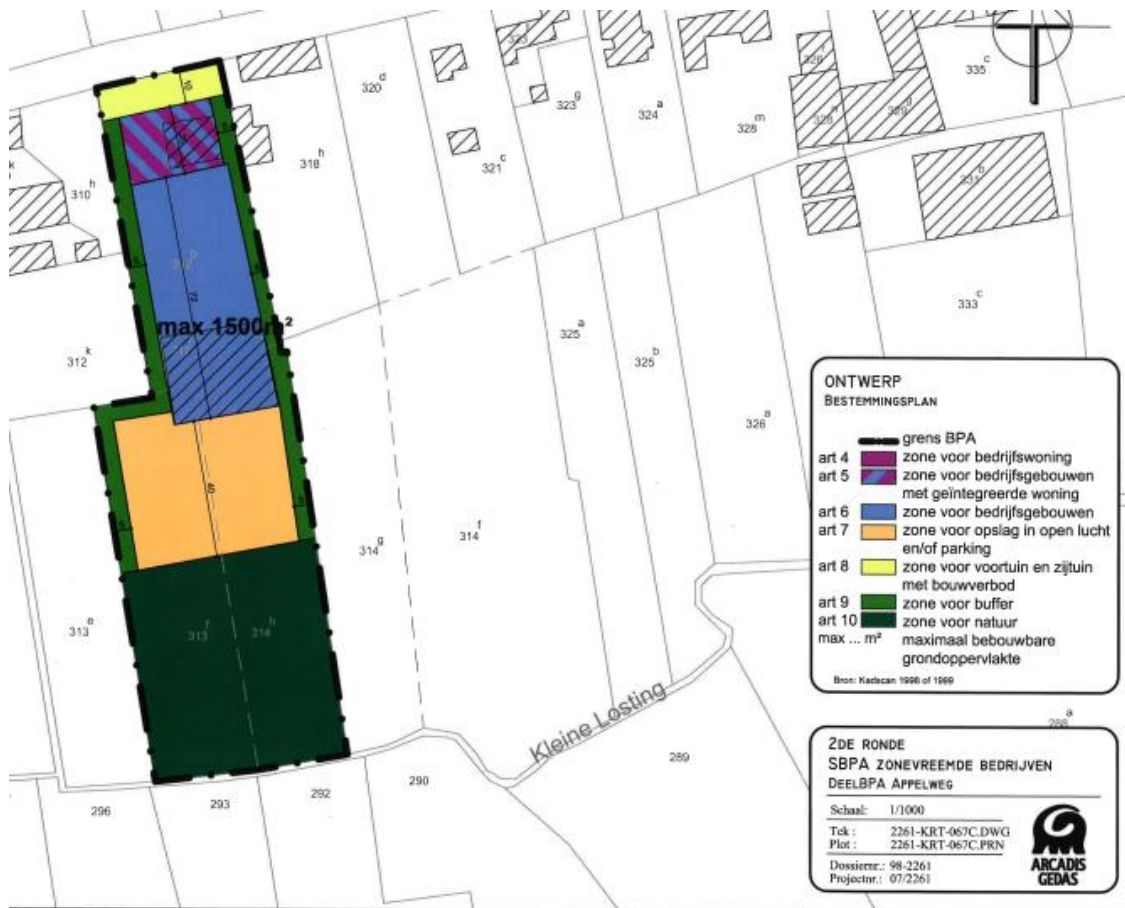 323
335 c
320 d
323 g
324 a
328 m
329 g
318 h
321 c
310 h
331 b
333 c
max 1500m²
312 k
325 a
325 b
326 a
314 g
314 f
313 e
313 f
314 h
Kleine Losting
296
293
292
290
289
288 a
ONTWERP
BESTEMMINGSPLAN
grens BPA
art 4 zone voor bedrijfswoning
art 5 zone voor bedrijfsgebouwen
met geïntegreerde woning
art 6 zone voor bedrijfsgebouwen
art 7 zone voor opslag in open lucht
en/of parking
art 8 zone voor voortuin en zijtuin
met bouwverbod
art 9 zone voor buffer
art 10 zone voor natuur
max ... m² maximaal bebouwbare
grondoppervlakte
Bron: Kadscan 1998 of 1999
2DE RONDE
SBPA ZONEVREEMDE BEDRIJVEN
DEELBPA APPELWEG
Schaal: 1/1000
Tek : 2261-KRT-067C.DWG
Plot : 2261-KRT-067C.PRN
Dossiernr.: 98-2261
Projectnr.: 07/2261
ARCADIS
GEDAS